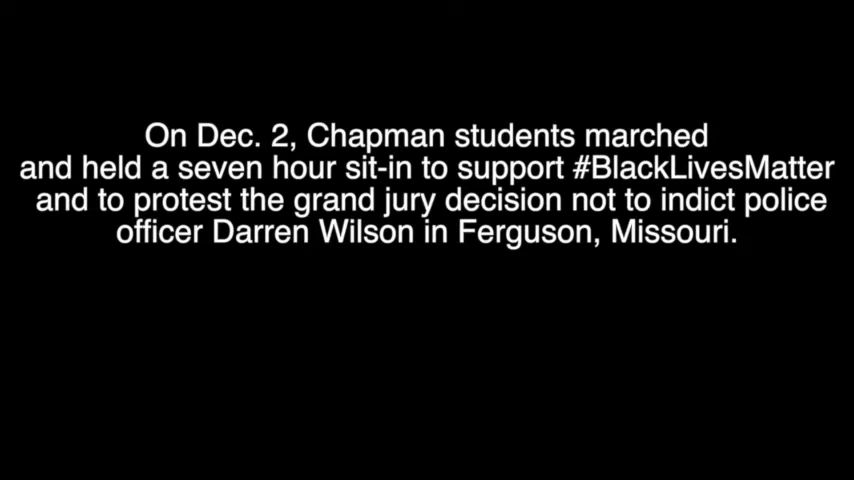 On Dec. 2, Chapman students marched
and held a seven hour sit-in to support #BlackLivesMatter
and to protest the grand jury decision not to indict police
officer Darren Wilson in Ferguson, Missouri.